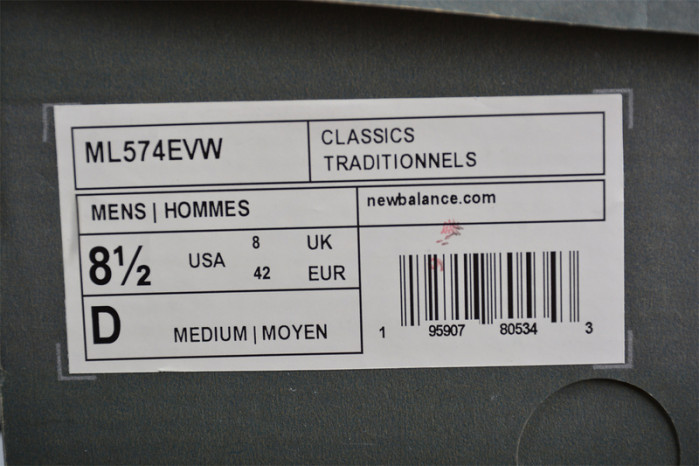 ML574EVW
CLASSICS
TRADITIONNELS
MENS | HOMMES
newbalance.com
8½ USA 8 UK
42 EUR
D MEDIUM | MOYEN
1 95907 80534 3